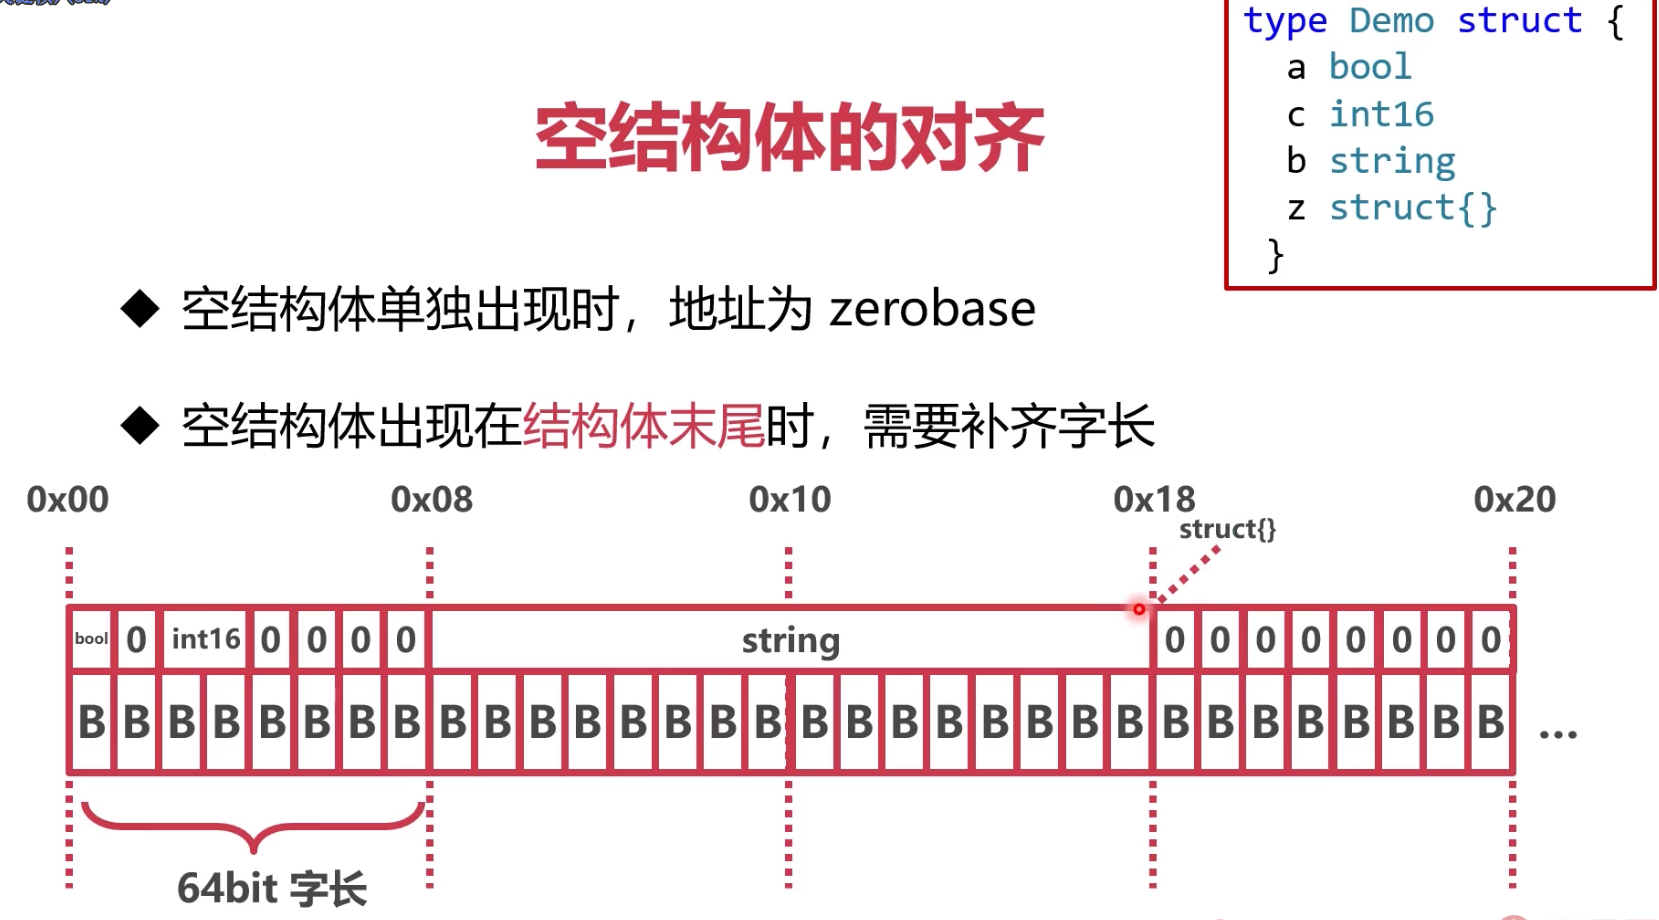 type Demo struct {
a bool
c int16
b string
z struct{}
}
空结构体的对齐
◆ 空结构体单独出现时，地址为 zerobase
◆ 空结构体出现在结构体末尾时，需要补齐字长
0x00 0x08 0x10 0x18 0x20
struct{}
bool 0 int16 0 0 0 0 string 0 0 0 0 0 0 0 0
B B B B B B B B B B B B B B B B B B B B B B B B B B B B B B B B ...
64bit 字长